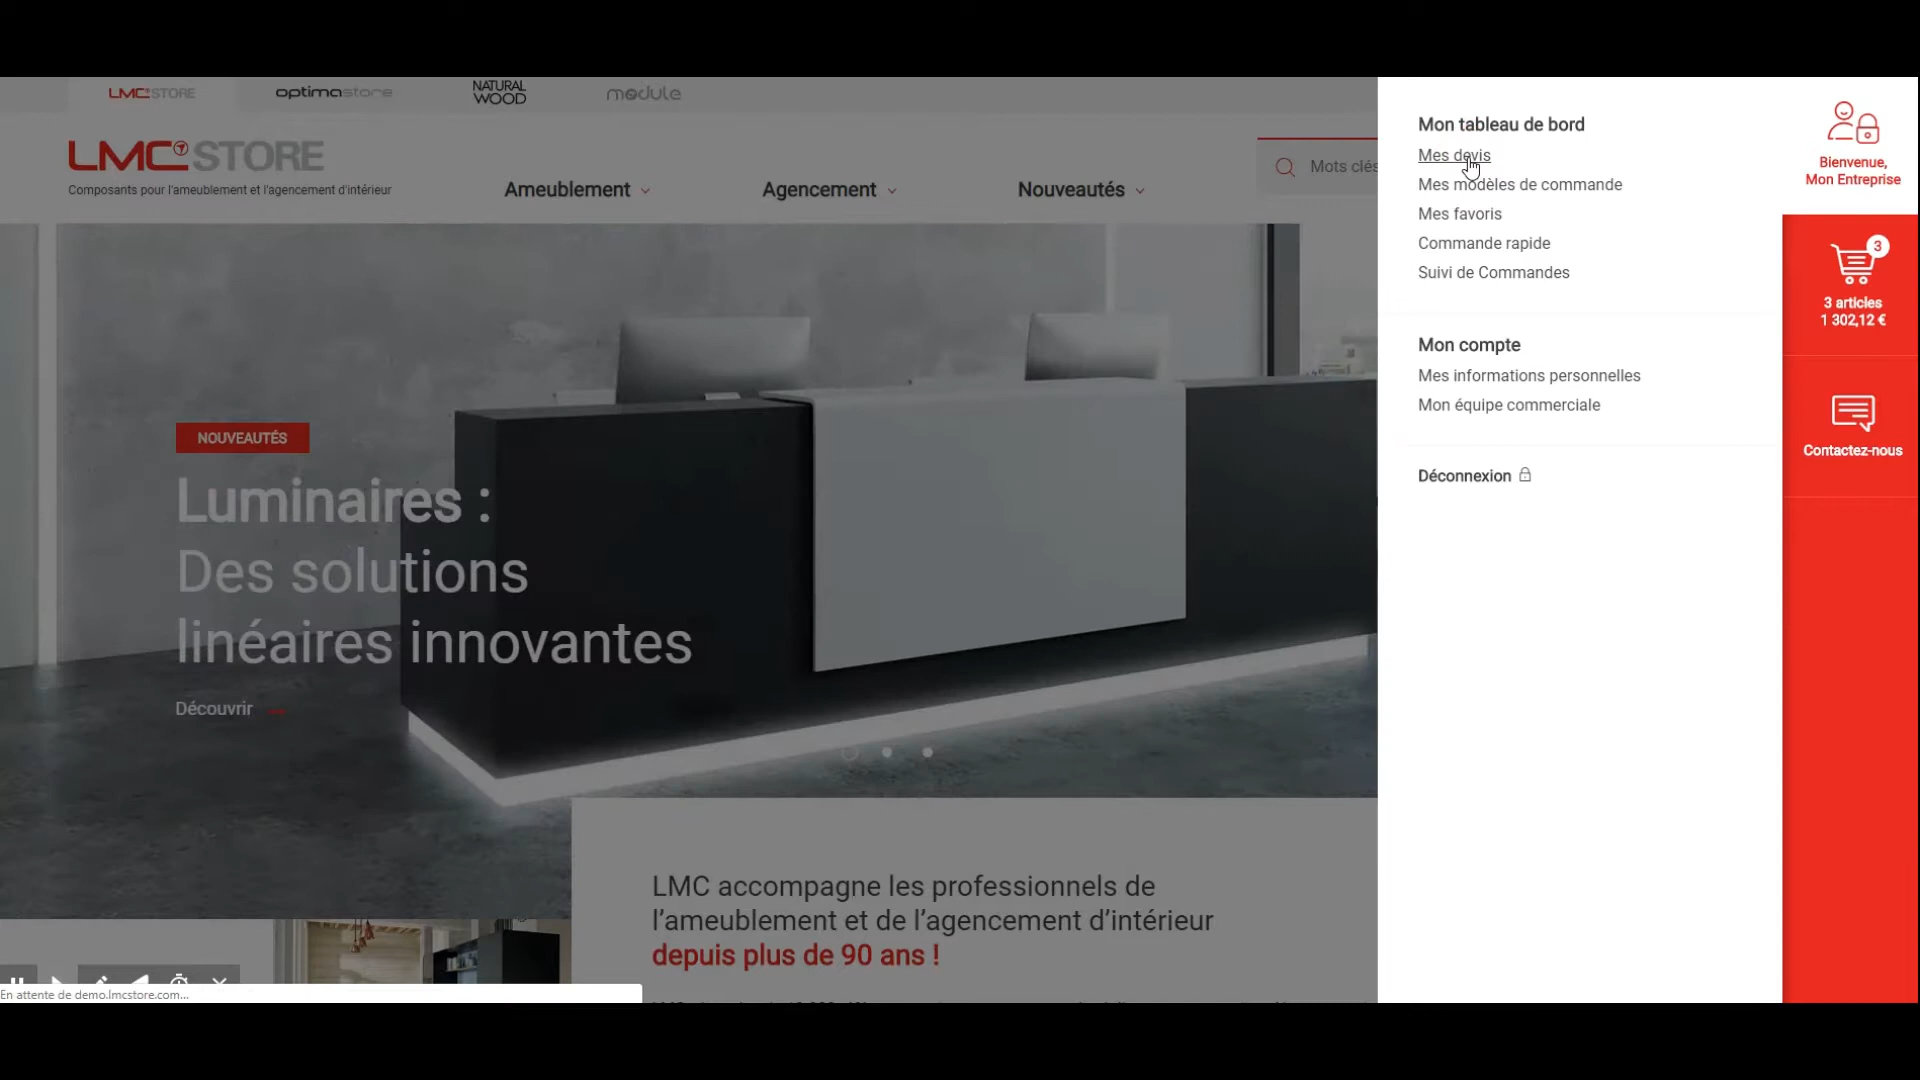 LMC STORE
optimastore
NATURAL
WOOD
module
LMC STORE
Composants pour l'ameublement et l'agencement d'intérieur
Ameublement
Agencement
Nouveautés
Mots clés
NOUVEAUTÉS
Luminaires :
Des solutions
linéaires innovantes
Découvrir
LMC accompagne les professionnels de
l'ameublement et de l'agencement d'intérieur
depuis plus de 90 ans !
En attente de demo.lmcstore.com...
Mon tableau de bord
Mes devis
Mes modèles de commande
Mes favoris
Commande rapide
Suivi de Commandes
Mon compte
Mes informations personnelles
Mon équipe commerciale
Déconnexion
Bienvenue,
Mon Entreprise
3
3 articles
1 302,12 €
Contactez-nous